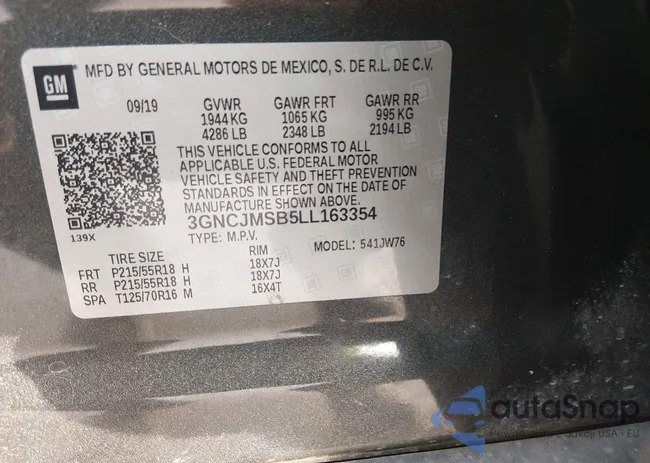 GM
MFD BY GENERAL MOTORS DE MEXICO, S. DE R.L. DE C.V.
09/19 GVWR GAWR FRT GAWR RR
1944 KG 1065 KG 995 KG
4286 LB 2348 LB 2194 LB
THIS VEHICLE CONFORMS TO ALL
APPLICABLE U.S. FEDERAL MOTOR
VEHICLE SAFETY AND THEFT PREVENTION
STANDARDS IN EFFECT ON THE DATE OF
MANUFACTURE SHOWN ABOVE.
3GNCJMSB5LL163354
139X
TYPE: M.P.V. MODEL: 541JW76
TIRE SIZE RIM
FRT P215/55R18 H 18X7J
RR P215/55R18 H 18X7J
SPA T125/70R16 M 16X4T
autoSnap
USA - EU